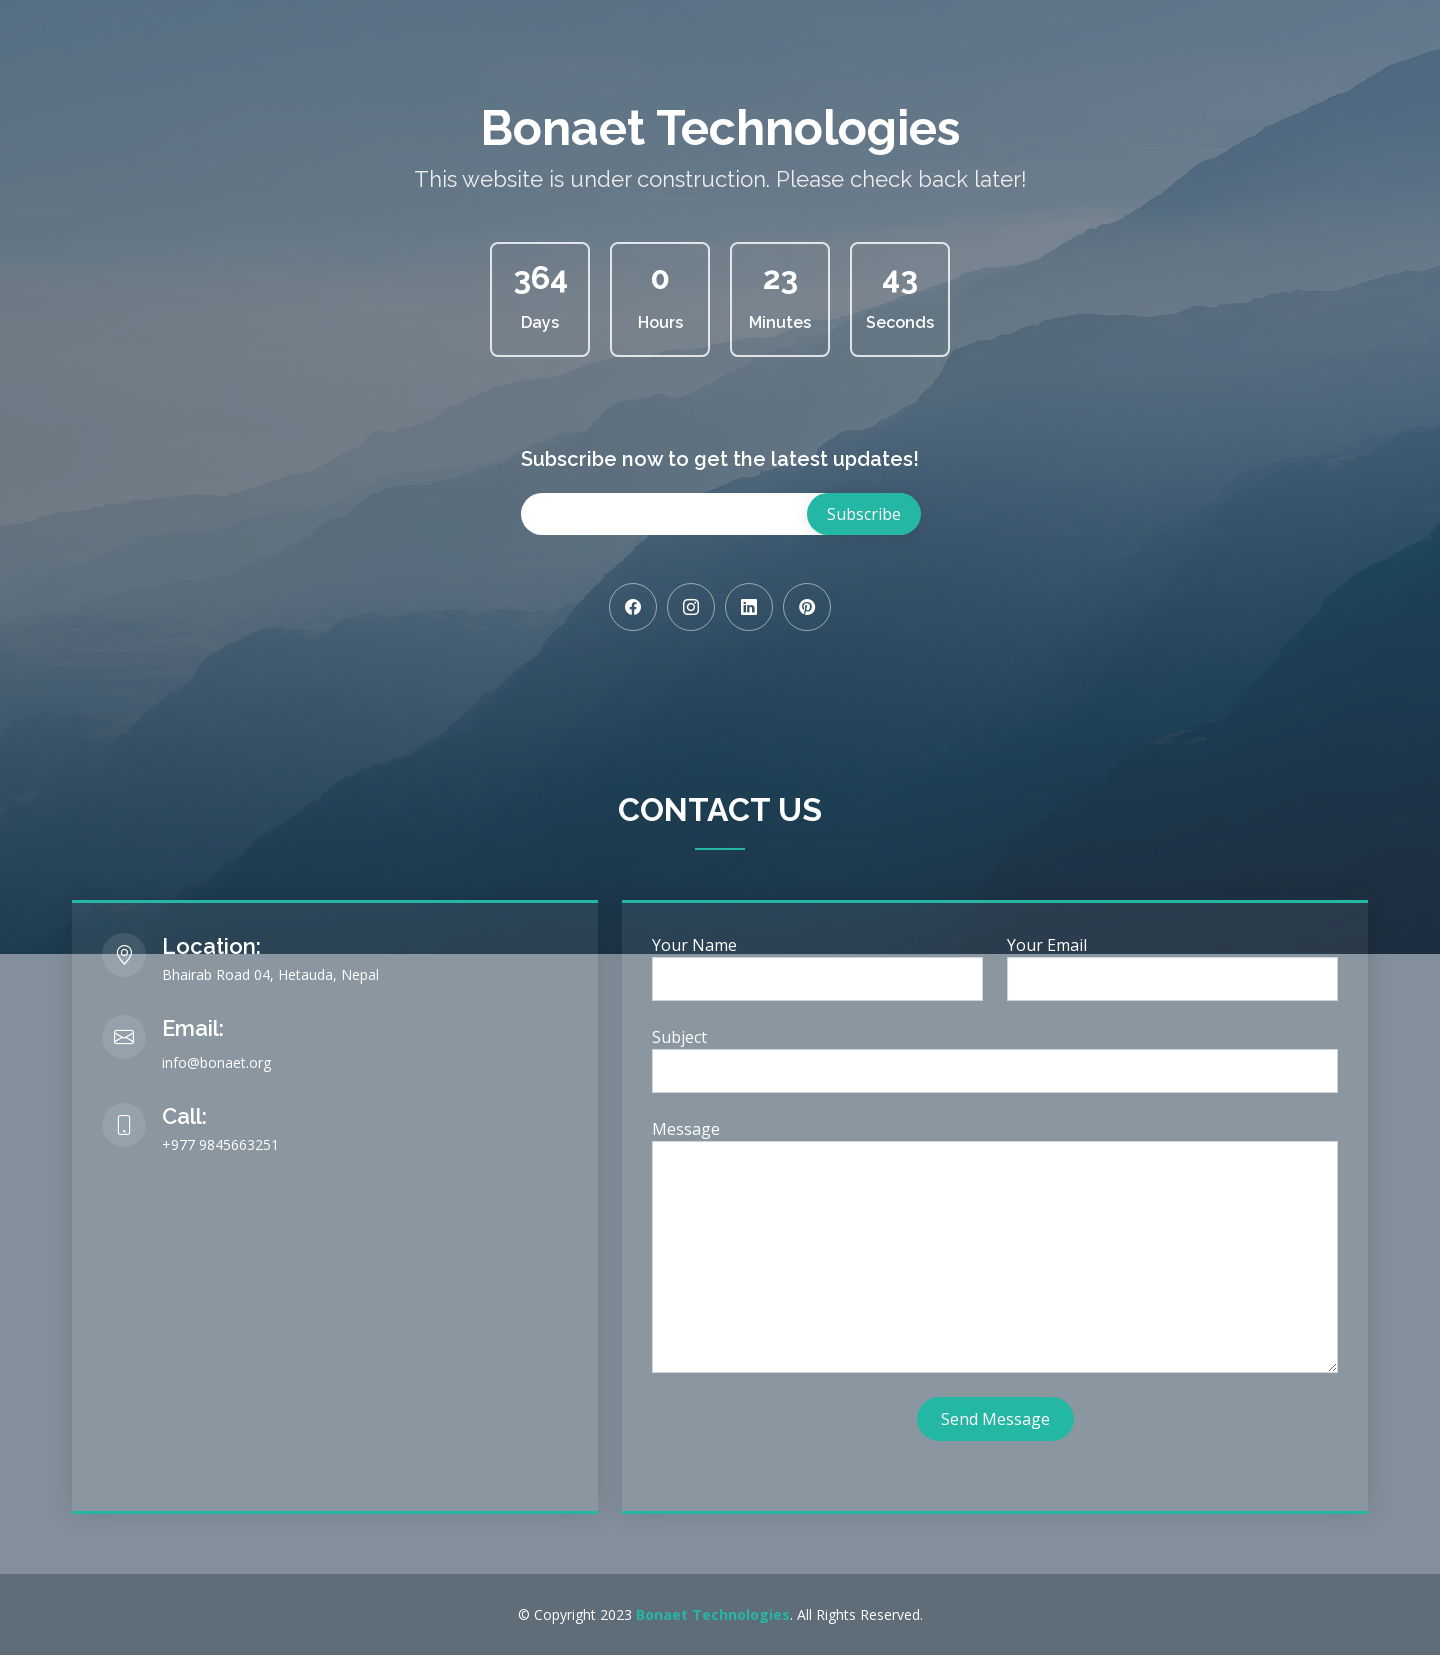 Bonaet Technologies
This website is under construction. Please check back later!
364 0 23 43
Days Hours Minutes Seconds
Subscribe now to get the latest updates!
Subscribe
CONTACT US
Location:
Bhairab Road 04, Hetauda, Nepal
Email:
info@bonaet.org
Call:
+977 9845663251
Your Name Your Email
Subject
Message
Send Message
© Copyright 2023 Bonaet Technologies. All Rights Reserved.